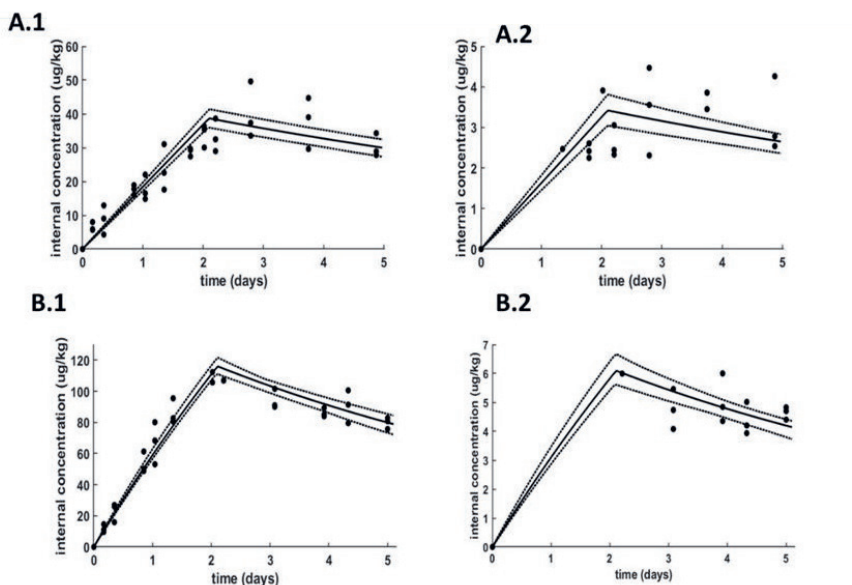 A.1
A.2
internal concentration (ug/kg)
60
50
40
30
20
10
0
0 1 2 3 4 5
time (days)
internal concentration (ug/kg)
5
4
3
2
1
0
0 1 2 3 4 5
time (days)
B.1
B.2
internal concentration (ug/kg)
120
100
80
60
40
20
0
0 1 2 3 4 5
time (days)
internal concentration (ug/kg)
7
6
5
4
3
2
1
0
0 1 2 3 4 5
time (days)